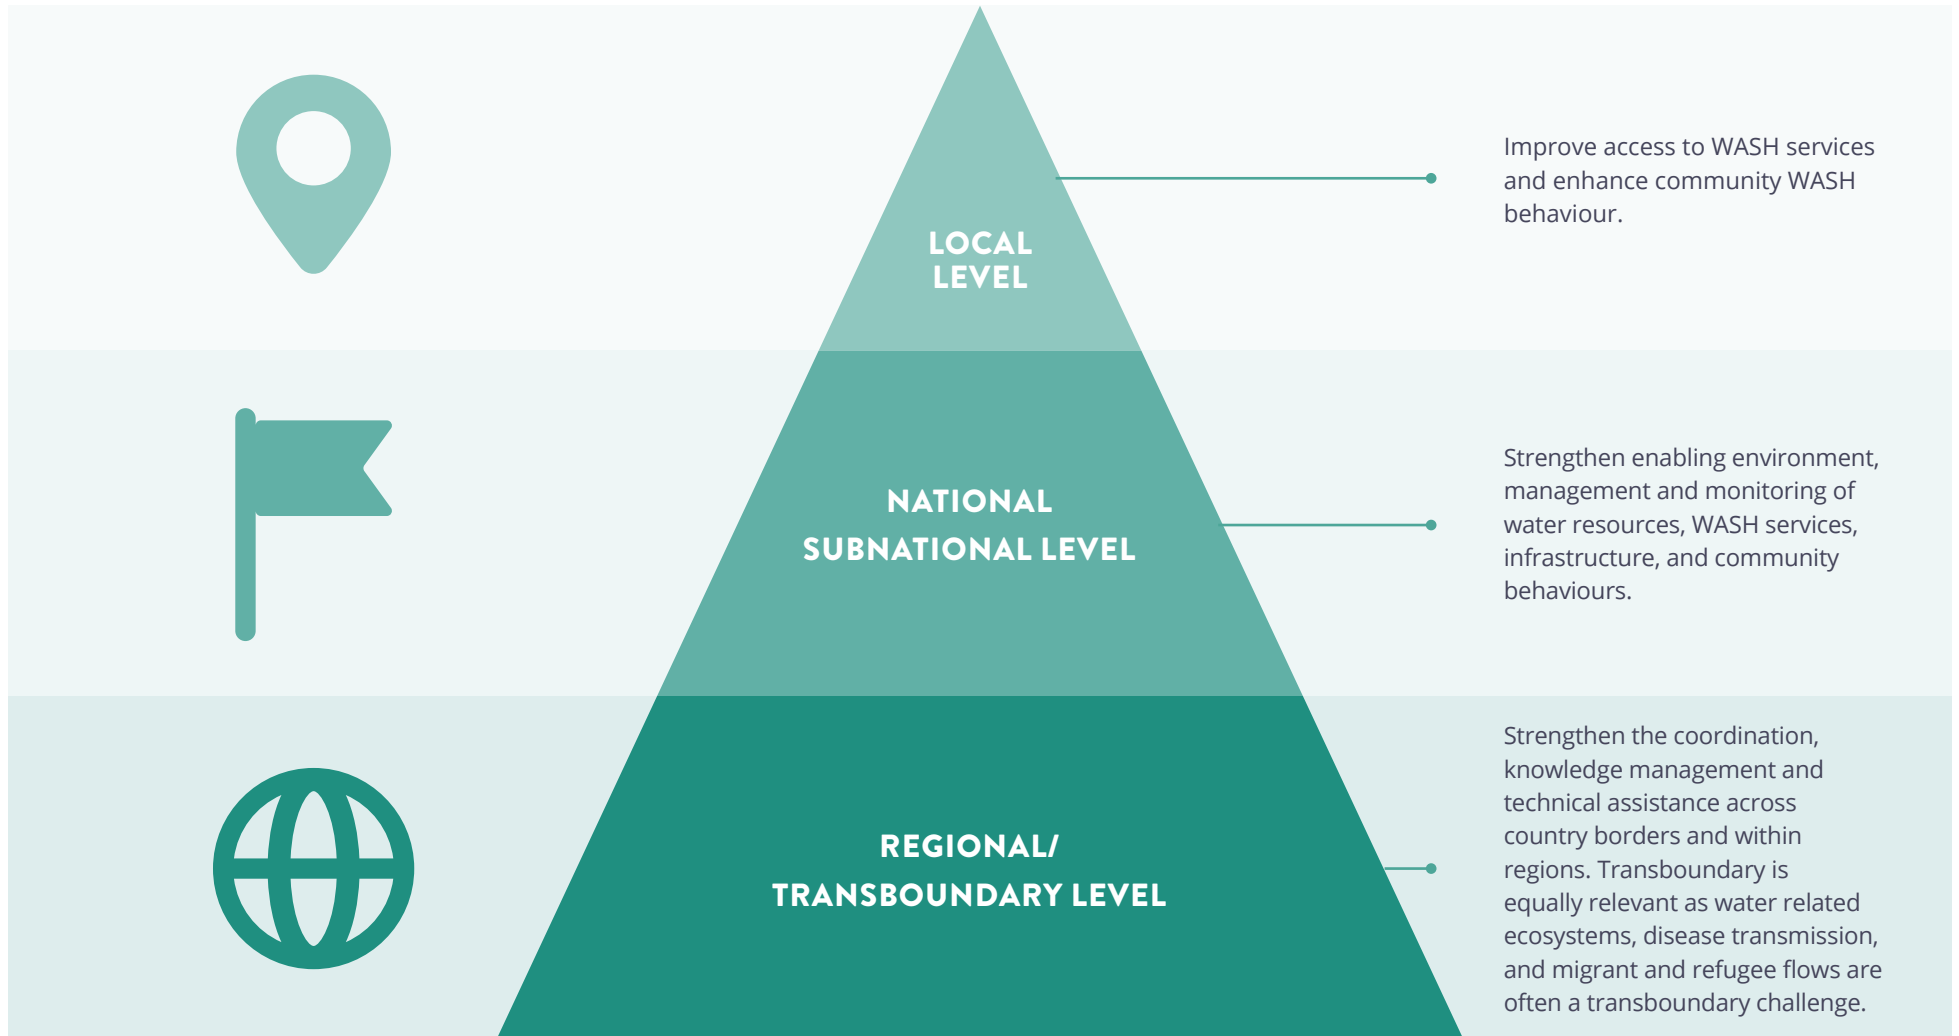 LOCAL
LEVEL
Improve access to WASH services
and enhance community WASH
behaviour.
NATIONAL
SUBNATIONAL LEVEL
Strengthen enabling environment,
management and monitoring of
water resources, WASH services,
infrastructure, and community
behaviours.
REGIONAL/
TRANSBOUNDARY LEVEL
Strengthen the coordination,
knowledge management and
technical assistance across
country borders and within
regions. Transboundary is
equally relevant as water related
ecosystems, disease transmission,
and migrant and refugee flows are
often a transboundary challenge.